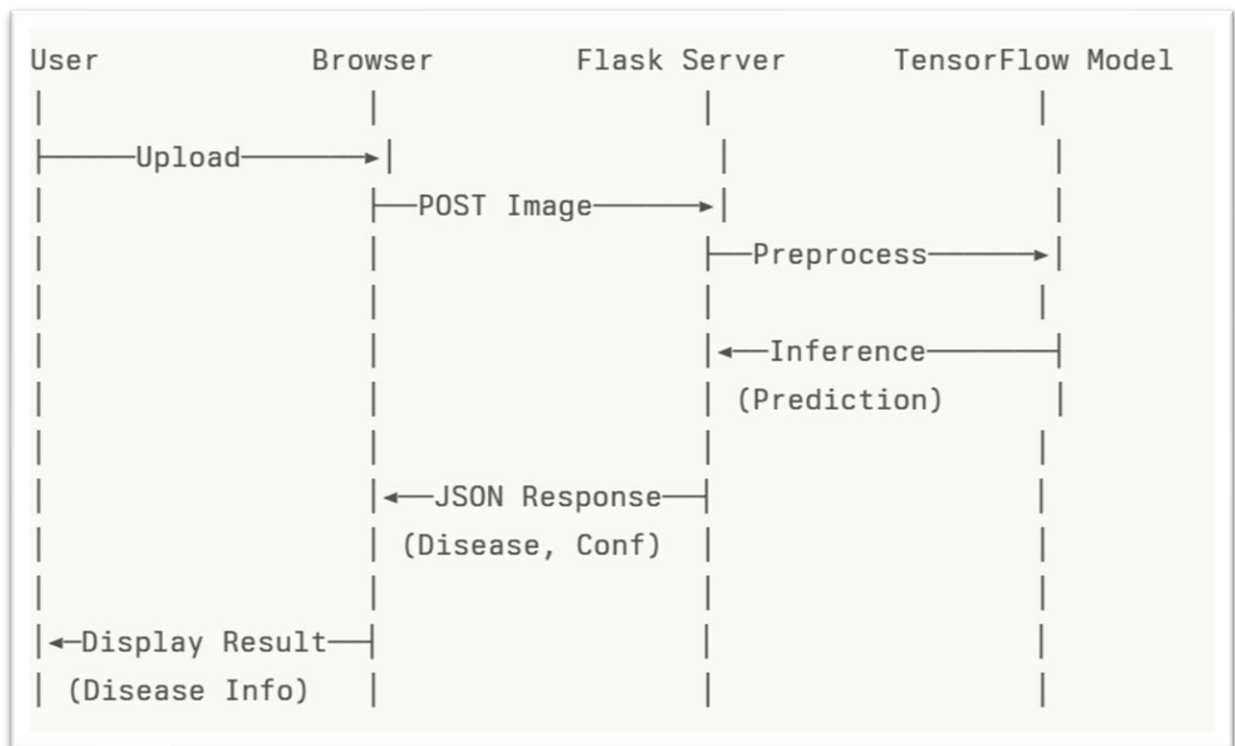 User Browser Flask Server TensorFlow Model
Upload
POST Image
Preprocess
Inference
(Prediction)
JSON Response
(Disease, Conf)
Display Result
(Disease Info)